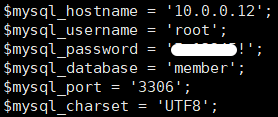 $mysql_hostname = '10.0.0.12';
$mysql_username = 'root';
$mysql_password = '!';
$mysql_database = 'member';
$mysql_port = '3306';
$mysql_charset = 'UTF8';